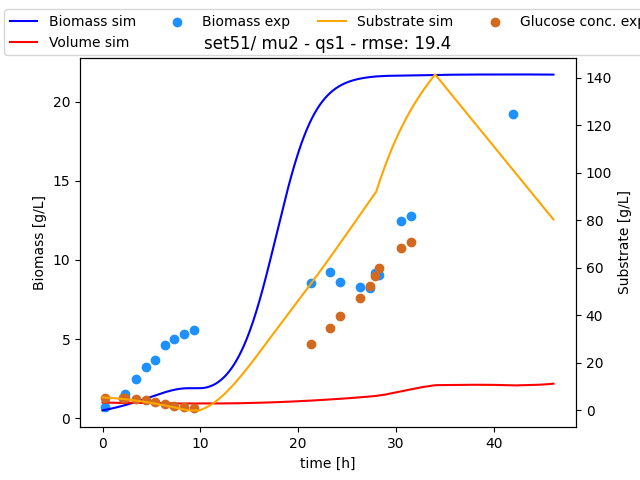 Biomass sim Biomass exp Substrate sim Glucose conc. exp
Volume sim
set51/ mu2 - qs1 - rmse: 19.4
Biomass [g/L]
20
15
10
5
0
140
120
100
80
60
40
20
0
Substrate [g/L]
0 10 20 30 40
time [h]